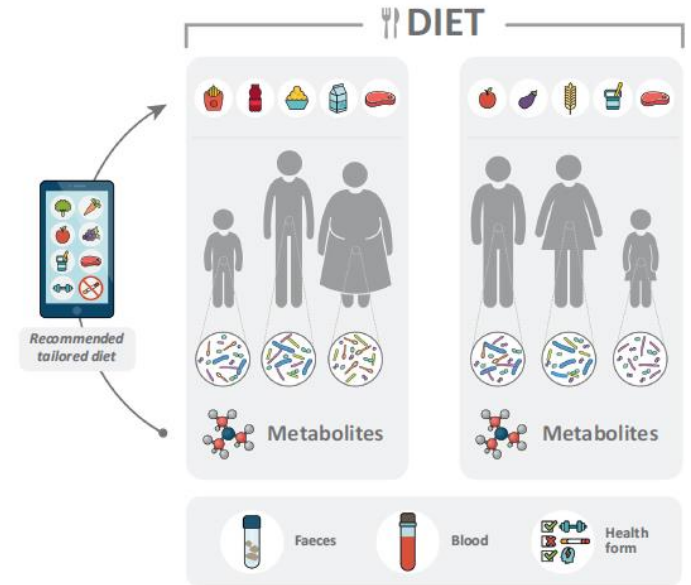 DIET
Recommended
tailored diet
Metabolites
Metabolites
Faeces
Blood
Health
form